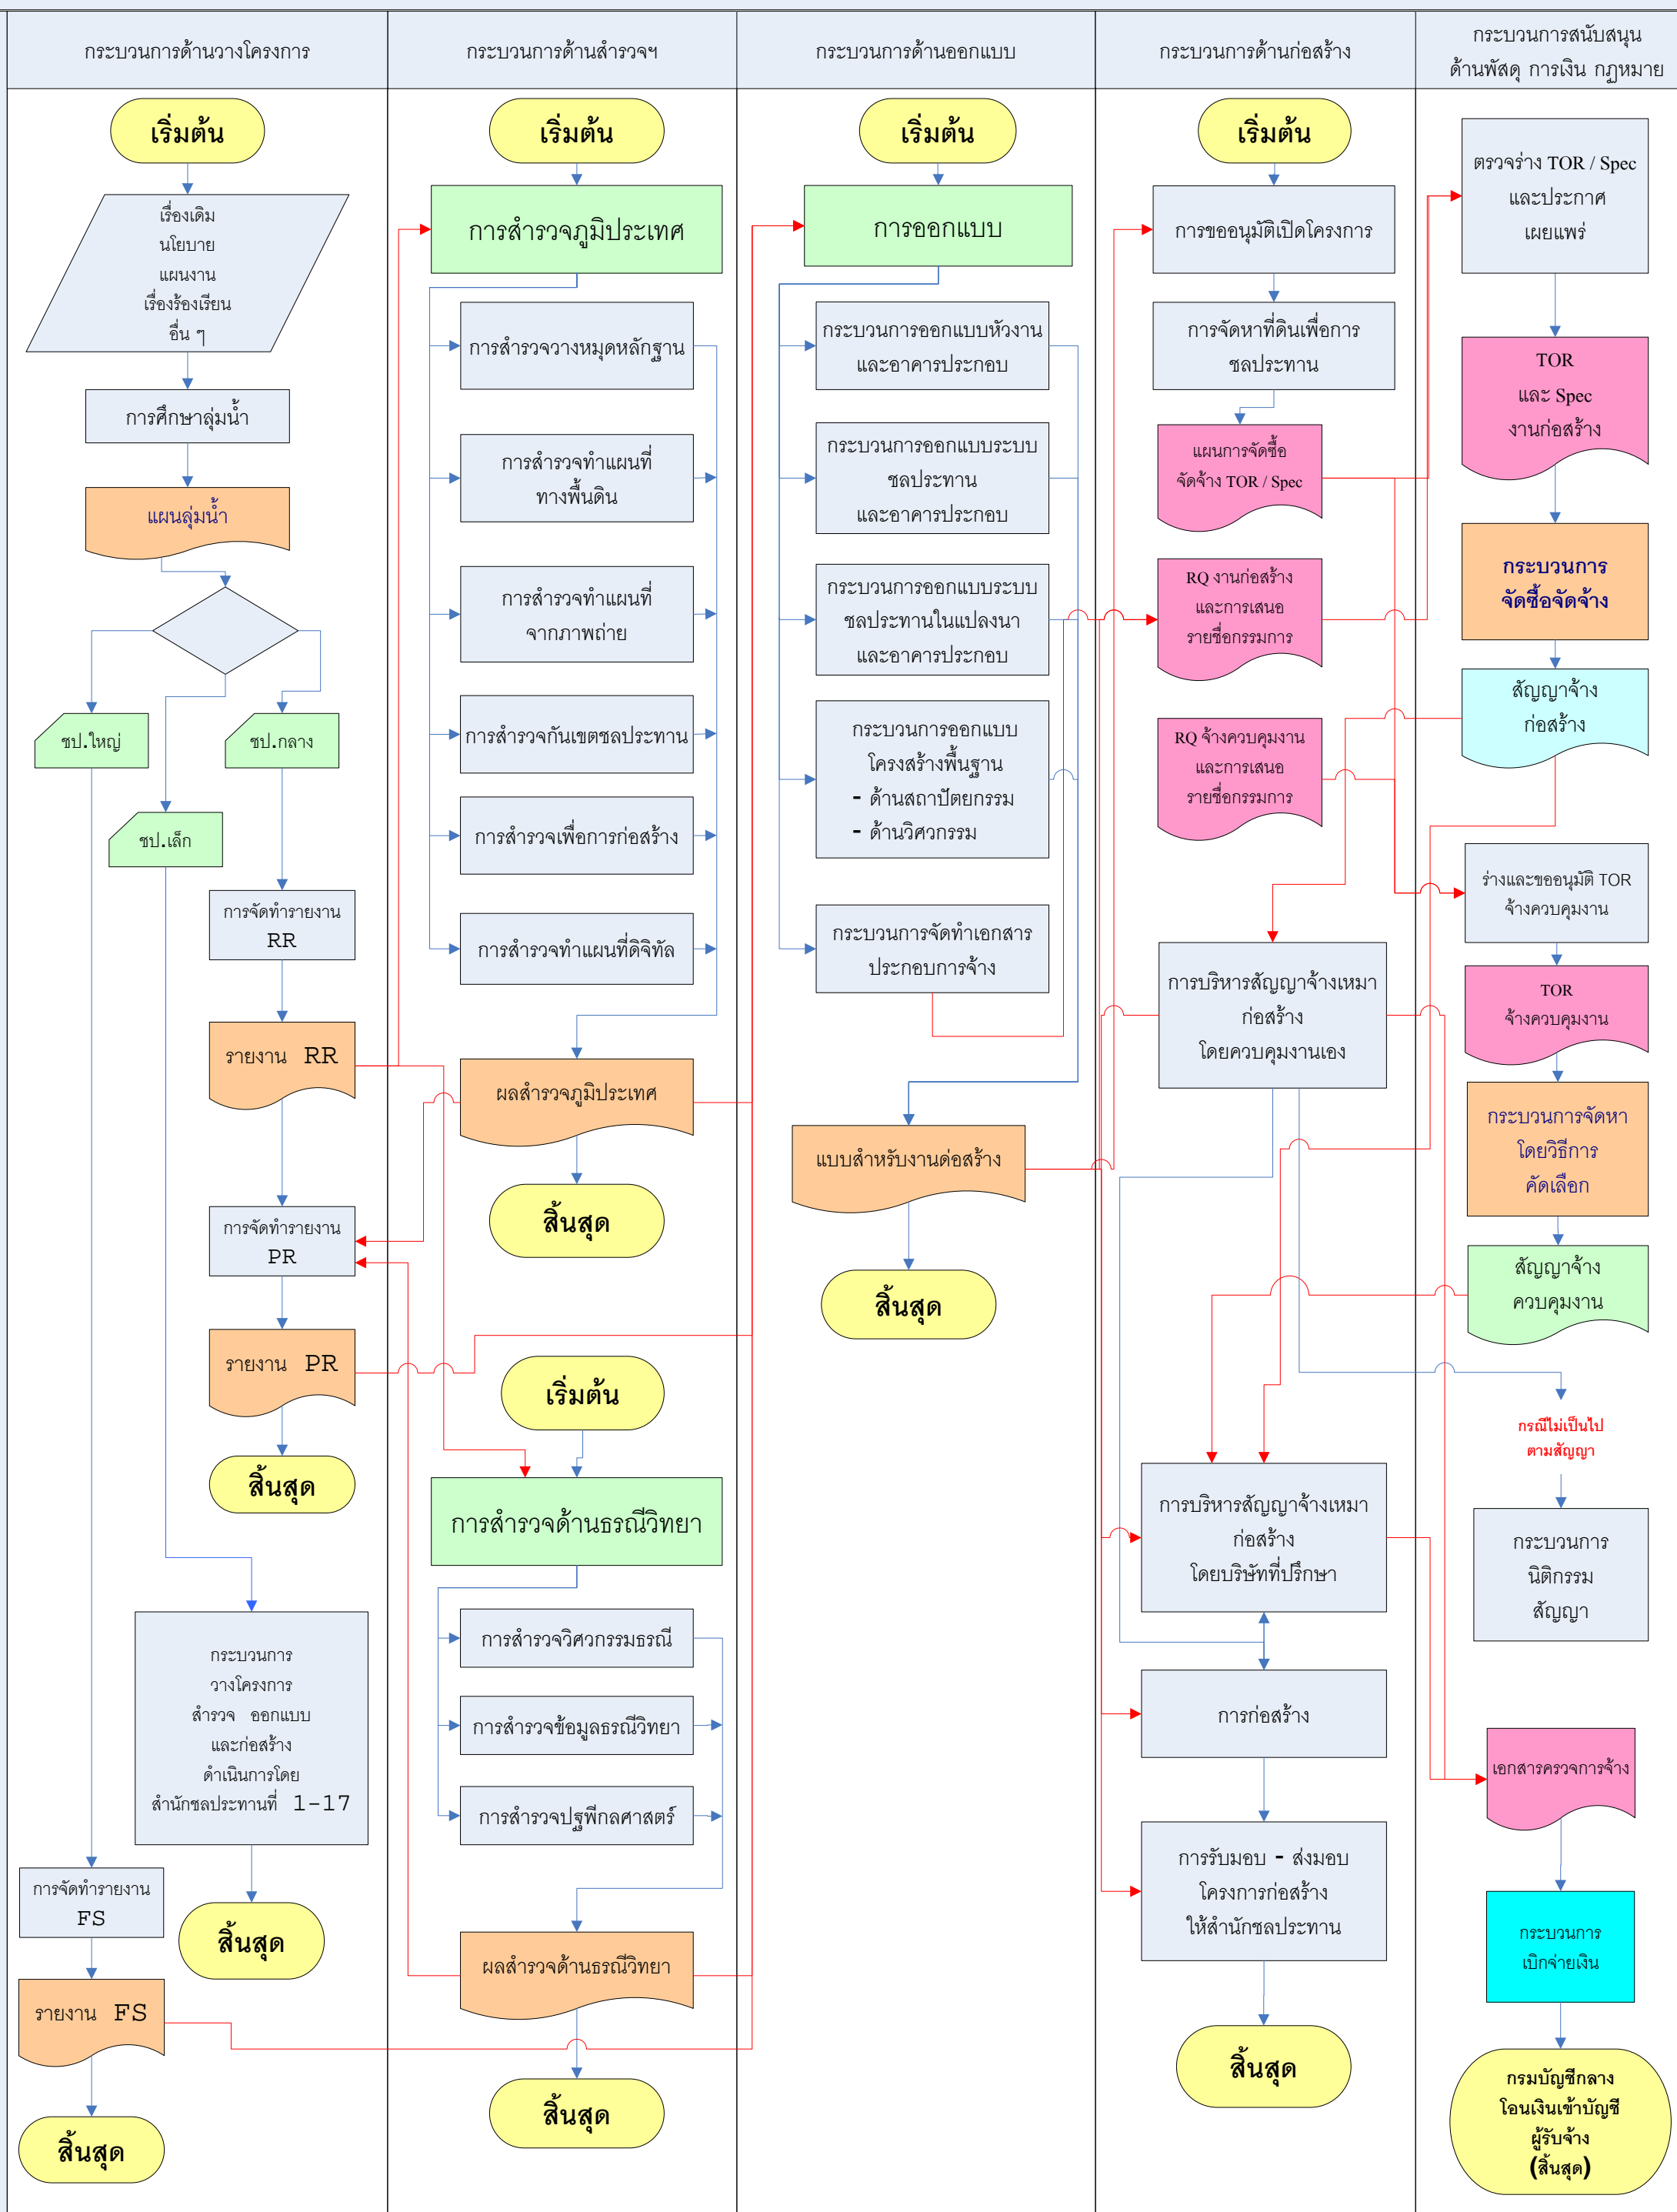 กระบวนการด้านวางโครงการ
กระบวนการด้านสำรวจฯ
กระบวนการด้านออกแบบ
กระบวนการด้านก่อสร้าง
กระบวนการสนับสนุน
ด้านพัสดุ การเงิน กฎหมาย
เริ่มต้น
เรื่องเดิม
นโยบาย
แผนงาน
เรื่องร้องเรียน
อื่น ๆ
การศึกษาลุ่มน้ำ
แผนลุ่มน้ำ
ชป.ใหญ่
ชป.กลาง
ชป.เล็ก
การจัดทำรายงาน
RR
รายงาน RR
การจัดทำรายงาน
PR
รายงาน PR
สิ้นสุด
กระบวนการ
วางโครงการ
สำรวจ ออกแบบ
และก่อสร้าง
ดำเนินการโดย
สำนักชลประทานที่ 1-17
สิ้นสุด
การจัดทำรายงาน
FS
รายงาน FS
สิ้นสุด
เริ่มต้น
การสำรวจภูมิประเทศ
การสำรวจวางหมุดหลักฐาน
การสำรวจทำแผนที่
ทางพื้นดิน
การสำรวจทำแผนที่
จากภาพถ่าย
การสำรวจกันเขตชลประทาน
การสำรวจเพื่อการก่อสร้าง
การสำรวจทำแผนที่ดิจิทัล
ผลสำรวจภูมิประเทศ
สิ้นสุด
เริ่มต้น
การสำรวจด้านธรณีวิทยา
การสำรวจวิศวกรรมธรณี
การสำรวจข้อมูลธรณีวิทยา
การสำรวจปฐพีกลศาสตร์
ผลสำรวจด้านธรณีวิทยา
สิ้นสุด
เริ่มต้น
การออกแบบ
กระบวนการออกแบบหัวงาน
และอาคารประกอบ
กระบวนการออกแบบระบบ
ชลประทาน
และอาคารประกอบ
กระบวนการออกแบบระบบ
ชลประทานในแปลงนา
และอาคารประกอบ
กระบวนการออกแบบ
โครงสร้างพื้นฐาน
- ด้านสถาปัตยกรรม
- ด้านวิศวกรรม
กระบวนการจัดทำเอกสาร
ประกอบการจ้าง
แบบสำหรับงานด่อสร้าง
สิ้นสุด
เริ่มต้น
การขออนุมัติเปิดโครงการ
การจัดหาที่ดินเพื่อการ
ชลประทาน
แผนการจัดซื้อ
จัดจ้าง TOR / Spec
RQ งานก่อสร้าง
และการเสนอ
รายชื่อกรรมการ
RQ จ้างควบคุมงาน
และการเสนอ
รายชื่อกรรมการ
การบริหารสัญญาจ้างเหมา
ก่อสร้าง
โดยควบคุมงานเอง
การบริหารสัญญาจ้างเหมา
ก่อสร้าง
โดยบริษัทที่ปรึกษา
การก่อสร้าง
การรับมอบ - ส่งมอบ
โครงการก่อสร้าง
ให้สำนักชลประทาน
สิ้นสุด
ตรวจร่าง TOR / Spec
และประกาศ
เผยแพร่
TOR
และ Spec
งานก่อสร้าง
กระบวนการ
จัดซื้อจัดจ้าง
สัญญาจ้าง
ก่อสร้าง
ร่างและขออนุมัติ TOR
จ้างควบคุมงาน
TOR
จ้างควบคุมงาน
กระบวนการจัดหา
โดยวิธีการ
คัดเลือก
สัญญาจ้าง
ควบคุมงาน
กรณีไม่เป็นไป
ตามสัญญา
กระบวนการ
นิติกรรม
สัญญา
เอกสารครวจการจ้าง
กระบวนการ
เบิกจ่ายเงิน
กรมบัญชีกลาง
โอนเงินเข้าบัญชี
ผู้รับจ้าง
(สิ้นสุด)